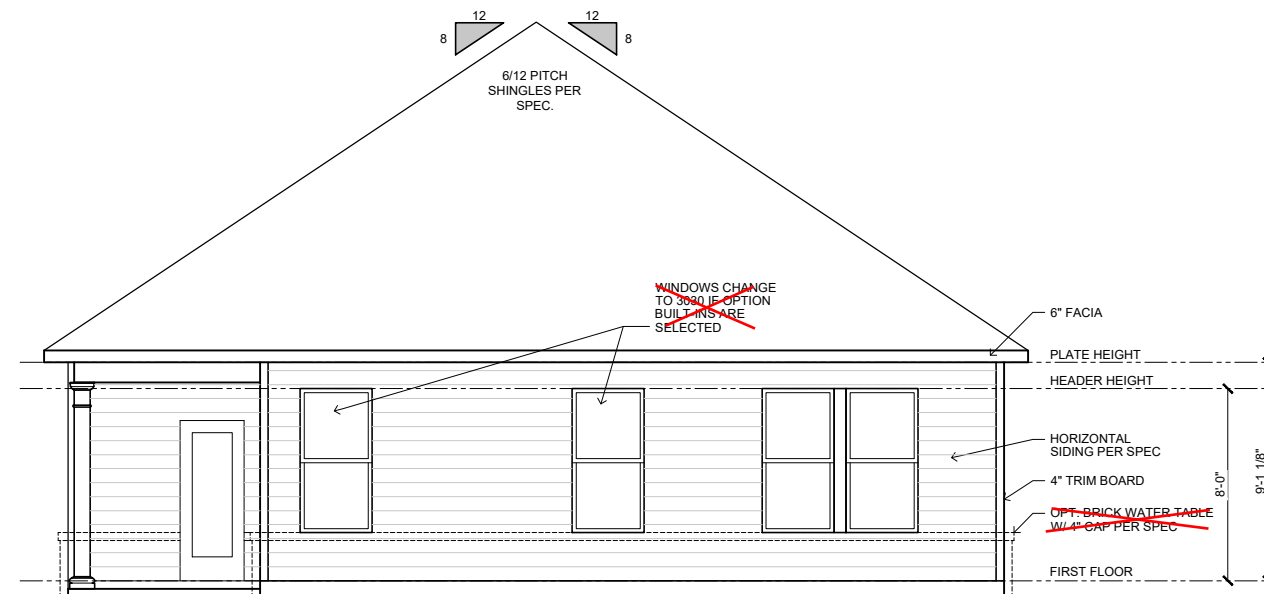 12
12
8
8
6/12 PITCH
SHINGLES PER
SPEC.
WINDOWS CHANGE
TO 3030 IF OPTION
BUILT-INS ARE
SELECTED
6" FACIA
PLATE HEIGHT
HEADER HEIGHT
HORIZONTAL
SIDING PER SPEC
4" TRIM BOARD
OPT. BRICK WATER TABLE
W/ 4" CAP PER SPEC
FIRST FLOOR
8'-0"
9'-1 1/8"